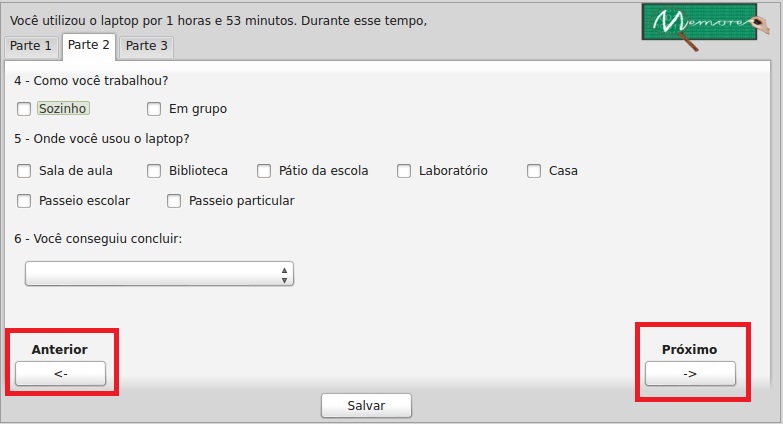 Você utilizou o laptop por 1 horas e 53 minutos. Durante esse tempo,
Memore
Parte 1 Parte 2 Parte 3
4 - Como você trabalhou?
Sozinho Em grupo
5 - Onde você usou o laptop?
Sala de aula Biblioteca Pátio da escola Laboratório Casa
Passeio escolar Passeio particular
6 - Você conseguiu concluir:
Anterior Próximo
<- ->
Salvar